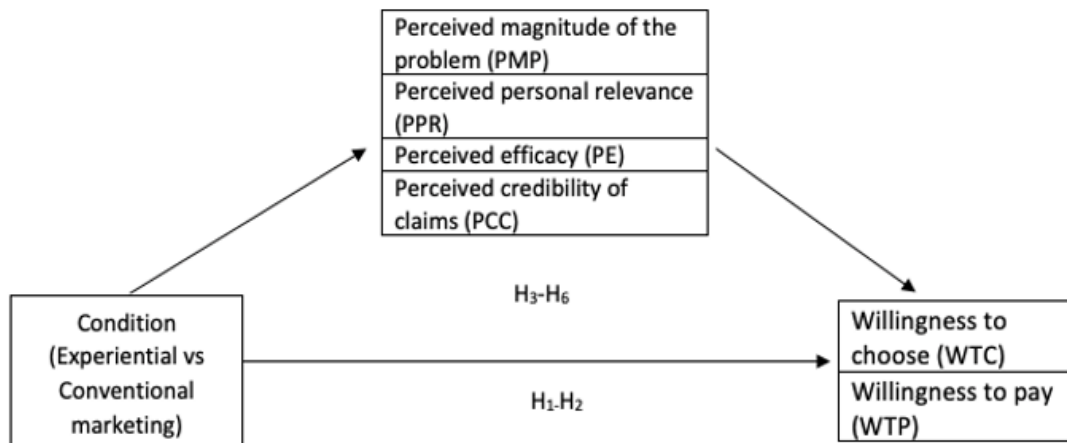 Perceived magnitude of the
problem (PMP)
Perceived personal relevance
(PPR)
Perceived efficacy (PE)
Perceived credibility of
claims (PCC)
H₃-H₆
Condition
(Experiential vs
Conventional
marketing)
Willingness to
choose (WTC)
Willingness to pay
(WTP)
H₁-H₂